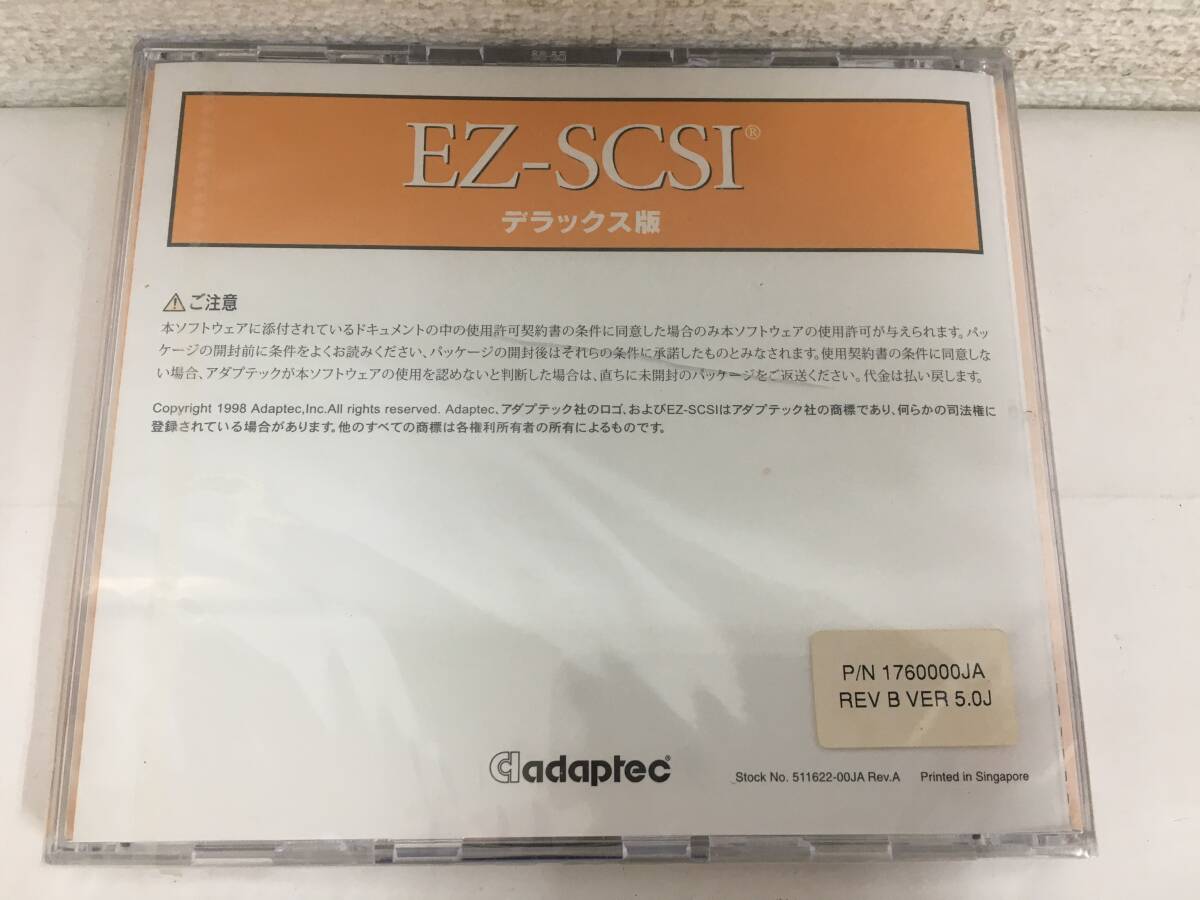 EZ-SCSI®
デラックス版
⚠ご注意
本ソフトウェアに添付されているドキュメントの中の使用許可契約書の条件に同意した場合のみ本ソフトウェアの使用許可が与えられます。パッ
ケージの開封前に条件をよくお読みください、パッケージの開封後はそれらの条件に承諾したものとみなされます。使用契約書の条件に同意しな
い場合、アダプテックが本ソフトウェアの使用を認めないと判断した場合は、直ちに未開封のパッケージをご返送ください。代金は払い戻します。
Copyright 1998 Adaptec,Inc.All rights reserved. Adaptec、アダプテック社のロゴ、およびEZ-SCSIはアダプテック社の商標であり、何らかの司法権に
登録されている場合があります。他のすべての商標は各権利所有者の所有によるものです。
P/N 1760000JA
REV B VER 5.0J
adaptec®
Stock No. 511622-00JA Rev.A Printed in Singapore